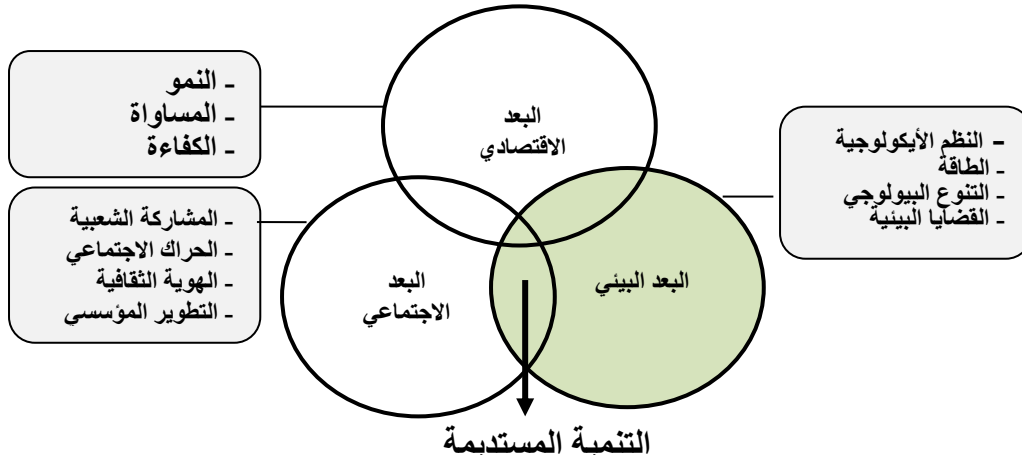 - النمو
- المساواة
- الكفاءة
البعد
الاقتصادي
- النظم الأيكولوجية
- الطاقة
- التنوع البيولوجي
- القضايا البيئية
- المشاركة الشعبية
- الحراك الاجتماعي
- الهوية الثقافية
- التطوير المؤسسي
البعد
الاجتماعي
البعد البيئي
التنمية المستديمة